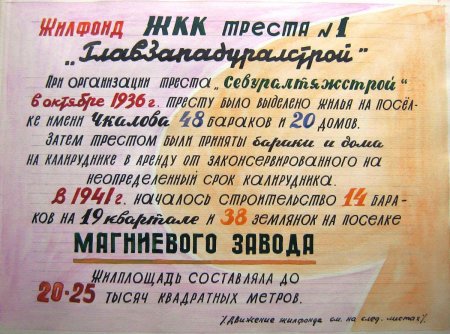 Жилфонд ЖКК треста №1
„Главзападуралстрой"
При организации треста „Севуралтяжстрой"
в октябре 1936 г. тресту было выделено жилья на посёл-
ке имени Чкалова 48 бараков и 20 домов.
Затем трестом были приняты бараки и дома
на калируднике в аренду от законсервированного на
неопределенный срок калирудника.
В 1941 г. началось строительство 14 бара-
ков на 19 квартале и 38 землянок на поселке
МАГНИЕВОГО ЗАВОДА
Жилплощадь составляла до
20-25 тысяч квадратных метров.
/Движение жилфонда см. на след. листах/.